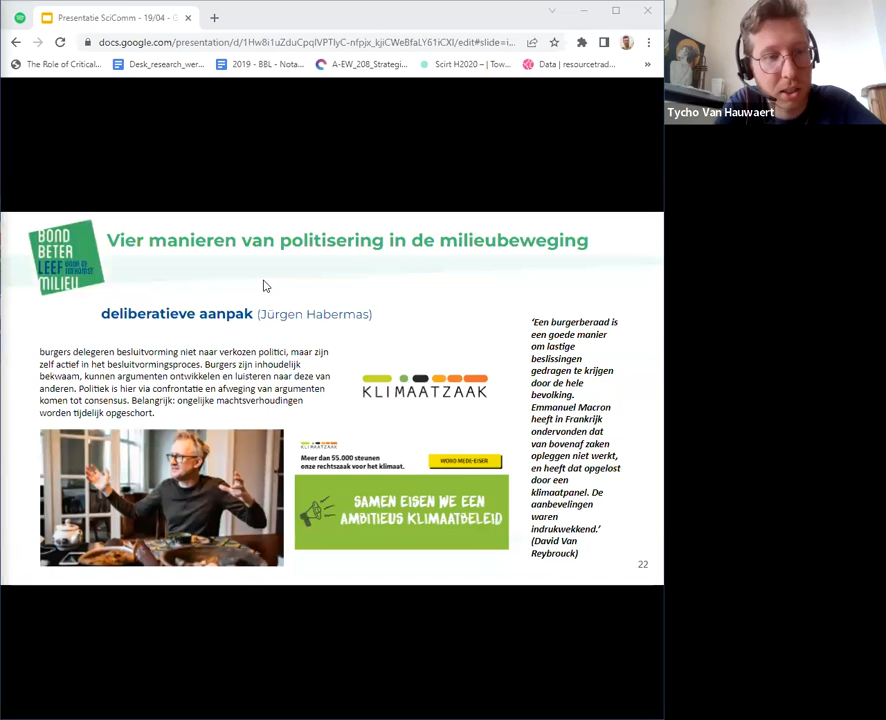 Presentatie SciComm - 19/04 - G
docs.google.com/presentation/d/1Hw8i1uZduCpqIVPTlyC-nfpjx_kjiCWeBfaLY61iCXI/edit#slide=i...
The Role of Critical...
Desk_research_wer...
2019 - BBL - Nota...
A-EW_208_Strategi...
Scirt H2020 – | Tow...
Data | resourcetrad...
»
Tycho Van Hauwaert
BOND
BETER
LEEF VOOR DE TOEKOMST
MILIEU
Vier manieren van politisering in de milieubeweging
deliberatieve aanpak (Jürgen Habermas)
burgers delegeren besluitvorming niet naar verkozen politici, maar zijn
zelf actief in het besluitvormingsproces. Burgers zijn inhoudelijk
bekwaam, kunnen argumenten ontwikkelen en luisteren naar deze van
anderen. Politiek is hier via confrontatie en afweging van argumenten
komen tot consensus. Belangrijk: ongelijke machtsverhoudingen
worden tijdelijk opgeschort.
KLIMAATZAAK
KLIMAATZAAK
Meer dan 55.000 steunen
onze rechtszaak voor het klimaat.
WORD MEDE-EISER
SAMEN EISEN WE EEN
AMBITIEUS KLIMAATBELEID
‘Een burgerberaad is
een goede manier
om lastige
beslissingen
gedragen te krijgen
door de hele
bevolking.
Emmanuel Macron
heeft in Frankrijk
ondervonden dat
van bovenaf zaken
opleggen niet werkt,
en heeft dat opgelost
door een
klimaatpanel. De
aanbevelingen
waren
indrukwekkend.’
(David Van
Reybrouck)
22